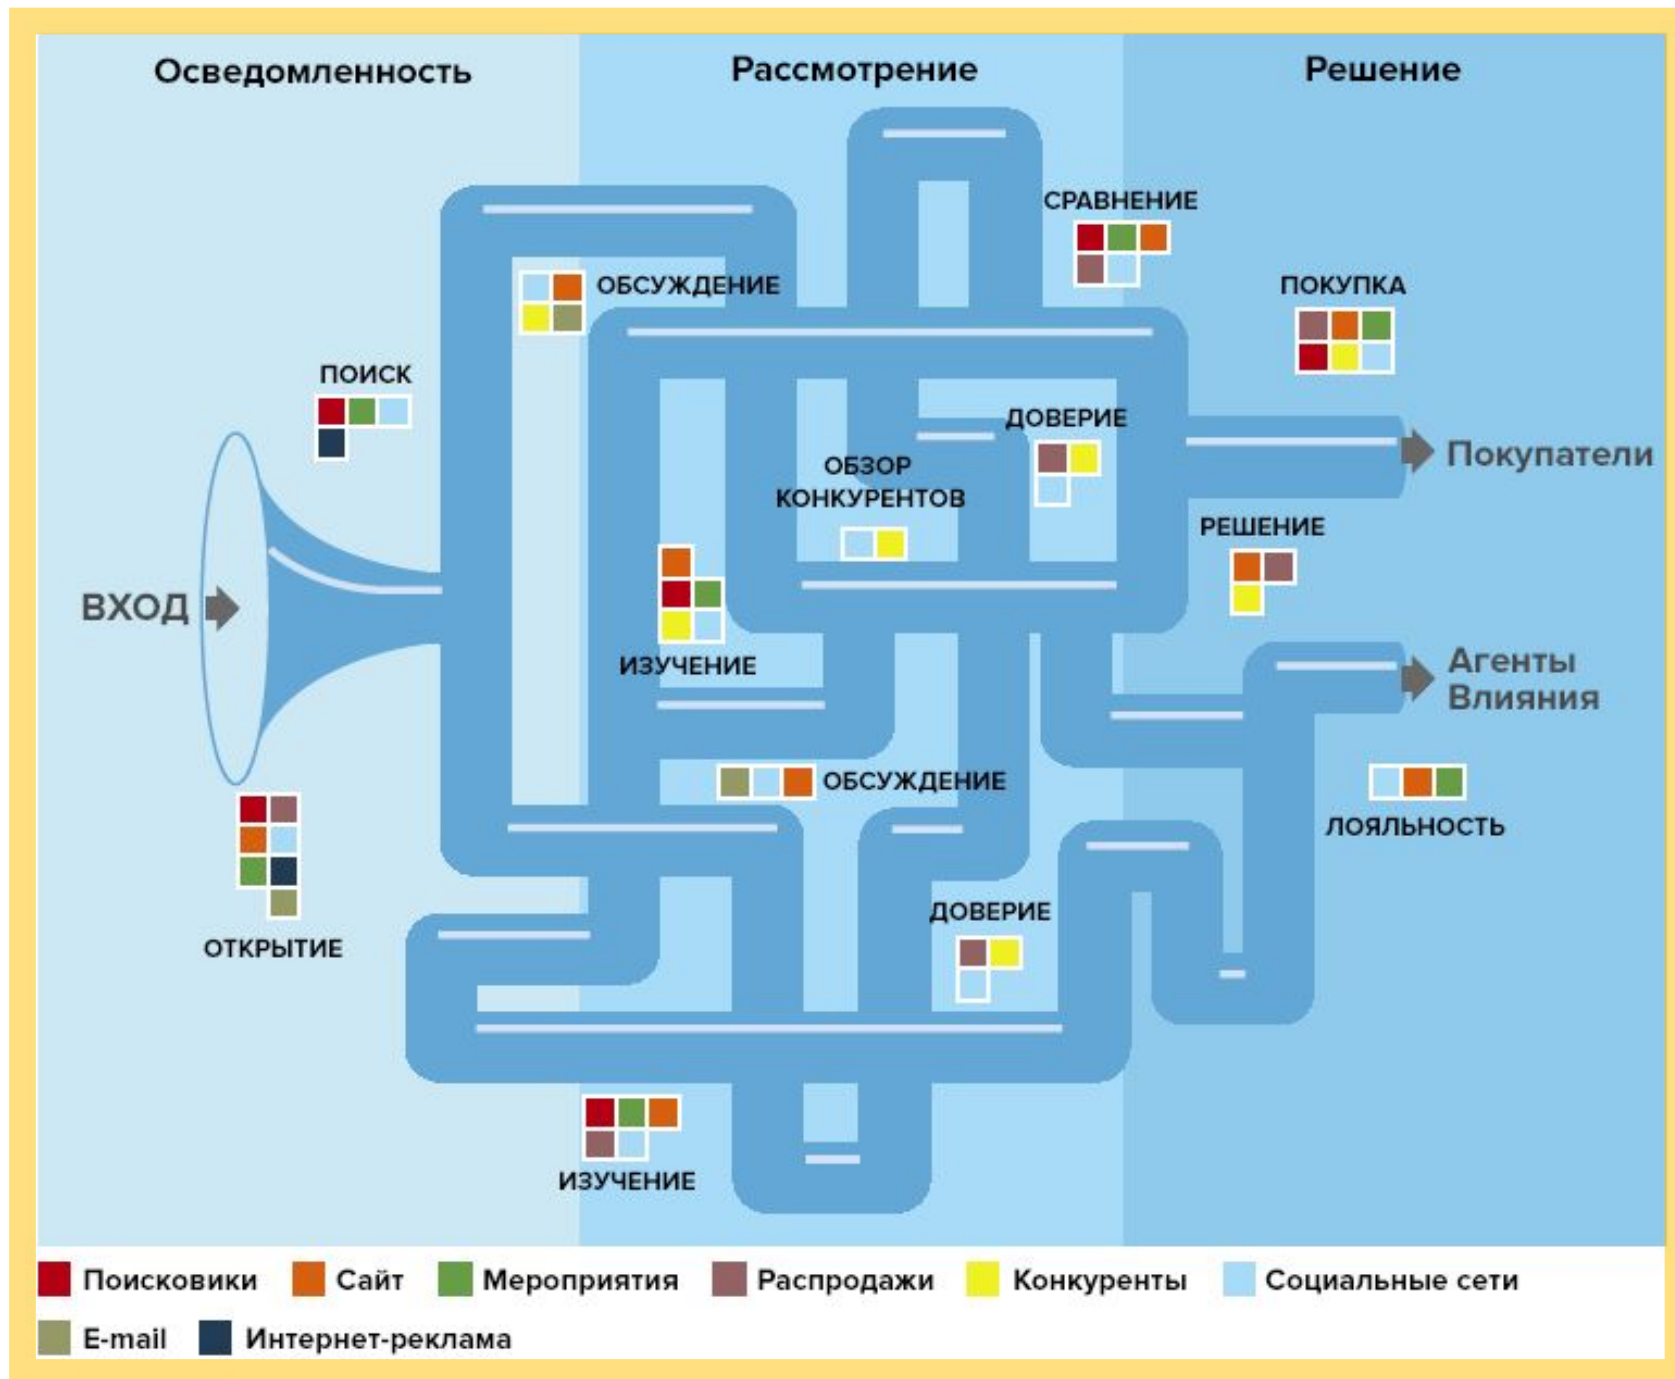 Осведомленность
Рассмотрение
Решение
СРАВНЕНИЕ
ОБСУЖДЕНИЕ
ПОКУПКА
ПОИСК
ДОВЕРИЕ
ОБЗОР
КОНКУРЕНТОВ
Покупатели
РЕШЕНИЕ
ВХОД
ИЗУЧЕНИЕ
Агенты
Влияния
ОБСУЖДЕНИЕ
ЛОЯЛЬНОСТЬ
ДОВЕРИЕ
ОТКРЫТИЕ
ИЗУЧЕНИЕ
Поисковики
Сайт
Мероприятия
Распродажи
Конкуренты
Социальные сети
E-mail
Интернет-реклама